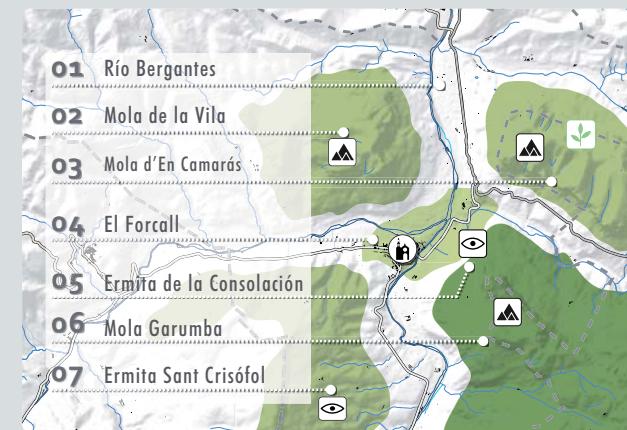 01 Río Bergantes
02 Mola de la Vila
03 Mola d'En Camarás
04 El Forcall
05 Ermita de la Consolación
06 Mola Garumba
07 Ermita Sant Crisófol